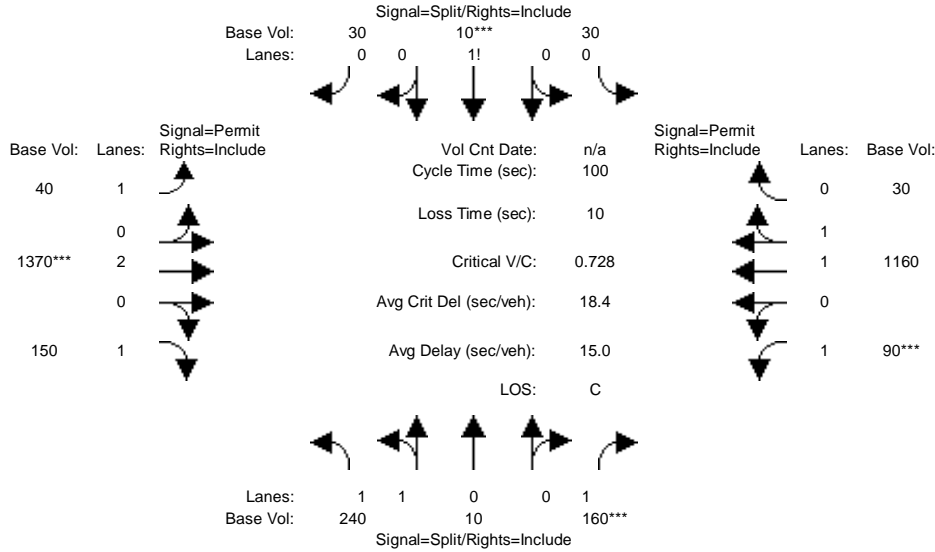 Signal=Split/Rights=Include
Base Vol: 30 10*** 30
Lanes: 0 0 1! 0 0
Signal=Permit Signal=Permit
Base Vol: Lanes: Rights=Include Vol Cnt Date: n/a Rights=Include Lanes: Base Vol:
Cycle Time (sec): 100
40 1 0 30
Loss Time (sec): 10
0 1
1370*** 2 Critical V/C: 0.728 1 1160
0 Avg Crit Del (sec/veh): 18.4 0
150 1 Avg Delay (sec/veh): 15.0 1 90***
LOS: C
Lanes: 1 1 0 0 1
Base Vol: 240 10 160***
Signal=Split/Rights=Include